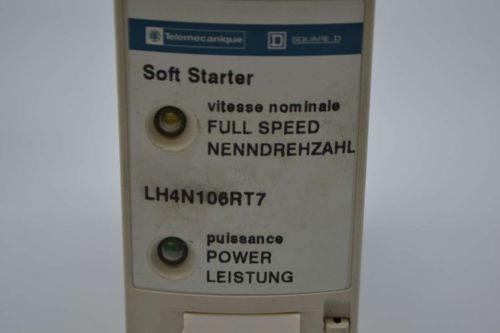 Telemecanique SQUARE D
Soft Starter
vitesse nominale
FULL SPEED
NENNDREHZAHL
LH4N106RT7
puissance
POWER
LEISTUNG